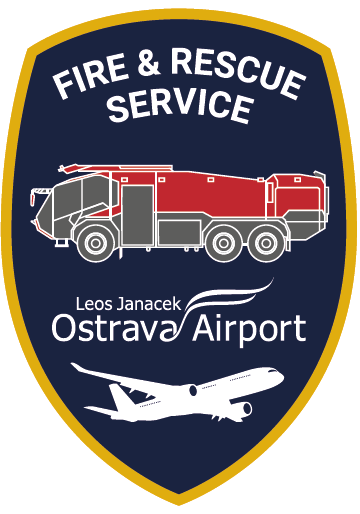 FIRE & RESCUE
SERVICE
Leos Janacek
Ostrava Airport